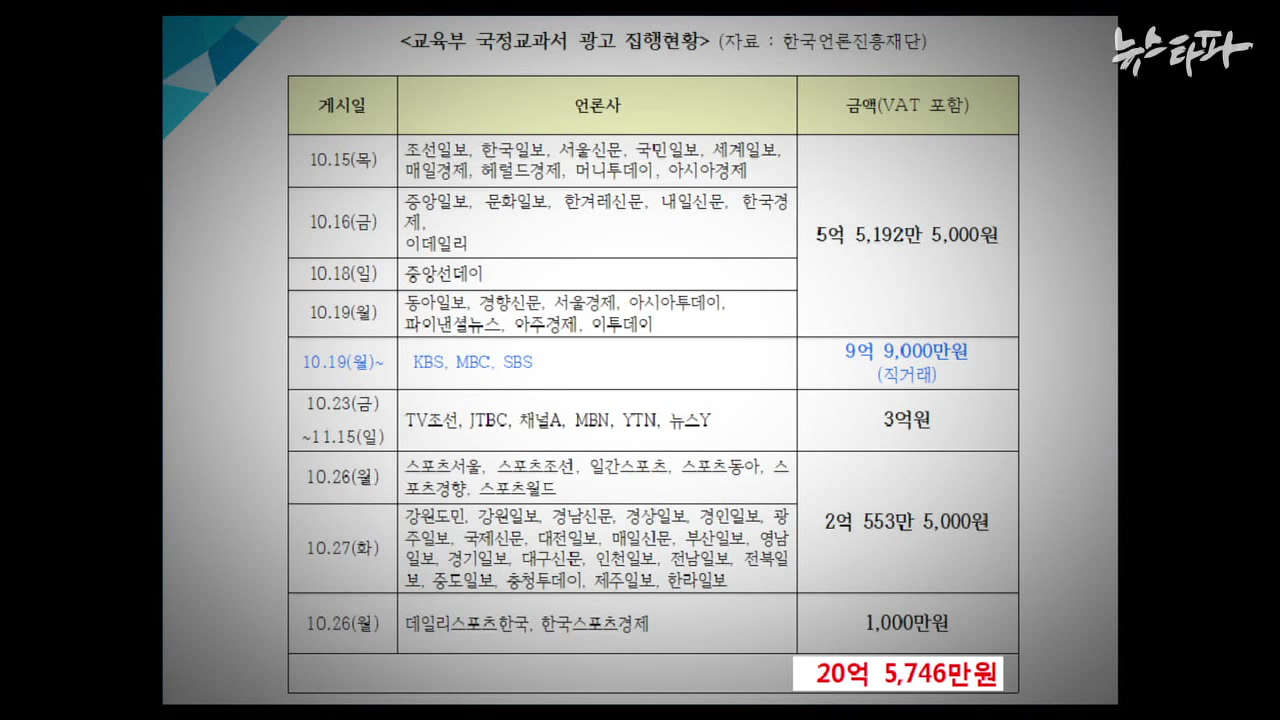 <교육부 국정교과서 광고 집행현황> (자료 : 한국언론진흥재단)
뉴스타파
게시일 언론사 금액(VAT 포함)
10.15(목)
조선일보, 한국일보, 서울신문, 국민일보, 세계일보,
매일경제, 헤럴드경제, 머니투데이, 아시아경제
10.16(금)
중앙일보, 문화일보, 한겨레신문, 내일신문, 한국경
제,
이데일리
10.18(일)
중앙선데이
10.19(월)
동아일보, 경향신문, 서울경제, 아시아투데이,
파이낸셜뉴스, 아주경제, 이투데이
5억 5,192만 5,000원
10.19(월)~
KBS, MBC, SBS
9억 9,000만원
(직거래)
10.23(금)
~11.15(일)
TV조선, JTBC, 채널A, MBN, YTN, 뉴스Y
3억원
10.26(월)
스포츠서울, 스포츠조선, 일간스포츠, 스포츠동아, 스
포츠경향, 스포츠월드
10.27(화)
강원도민, 강원일보, 경남신문, 경상일보, 경인일보, 광
주일보, 국제신문, 대전일보, 매일신문, 부산일보, 영남
일보, 경기일보, 대구신문, 인천일보, 전남일보, 전북일
보, 중도일보, 충청투데이, 제주일보, 한라일보
2억 553만 5,000원
10.26(월)
데일리스포츠한국, 한국스포츠경제
1,000만원
20억 5,746만원